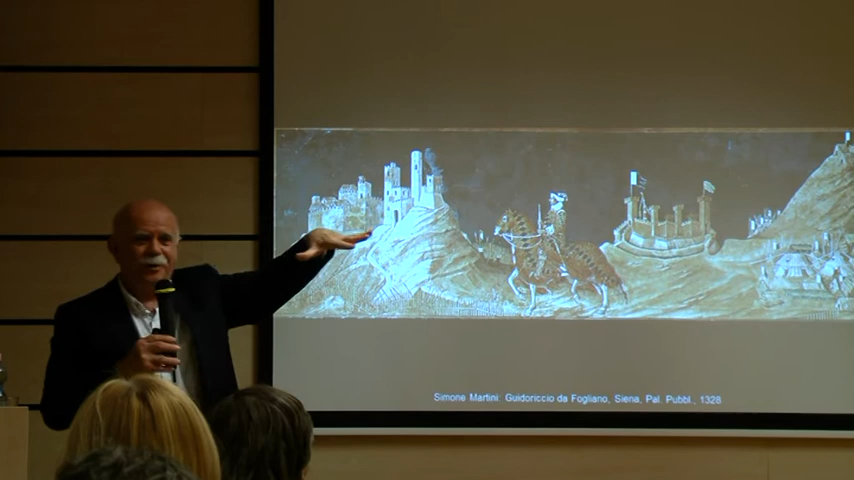 Simone Martini: Guidoriccio da Fogliano, Siena, Pal. Pubbl., 1328